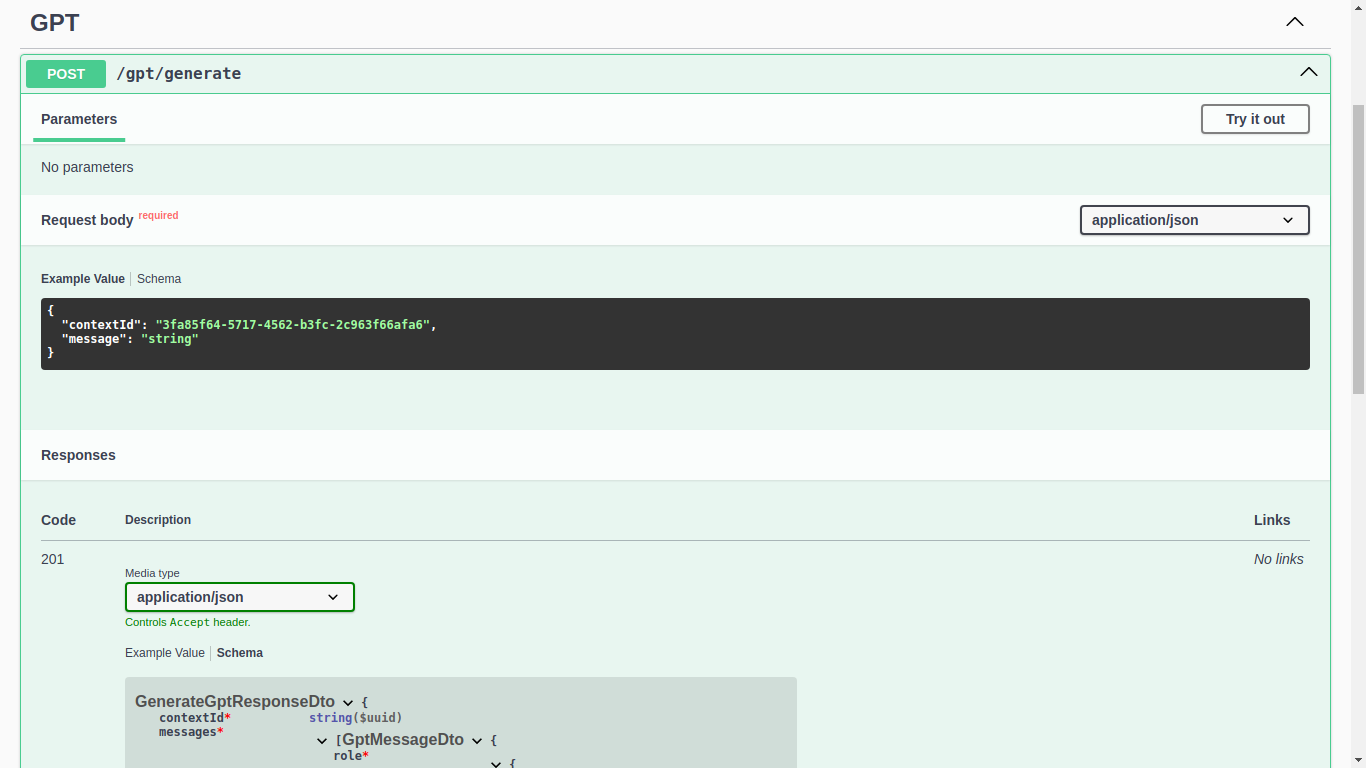 GPT
POST /gpt/generate
Parameters
Try it out
No parameters
Request body required
application/json
Example Value Schema
{
"contextId": "3fa85f64-5717-4562-b3fc-2c963f66afa6",
"message": "string"
}
Responses
Code Description Links
201 No links
Media type
application/json
Controls Accept header.
Example Value Schema
GenerateGptResponseDto {
contextId* string($uuid)
messages*
[GptMessageDto {
role*
{